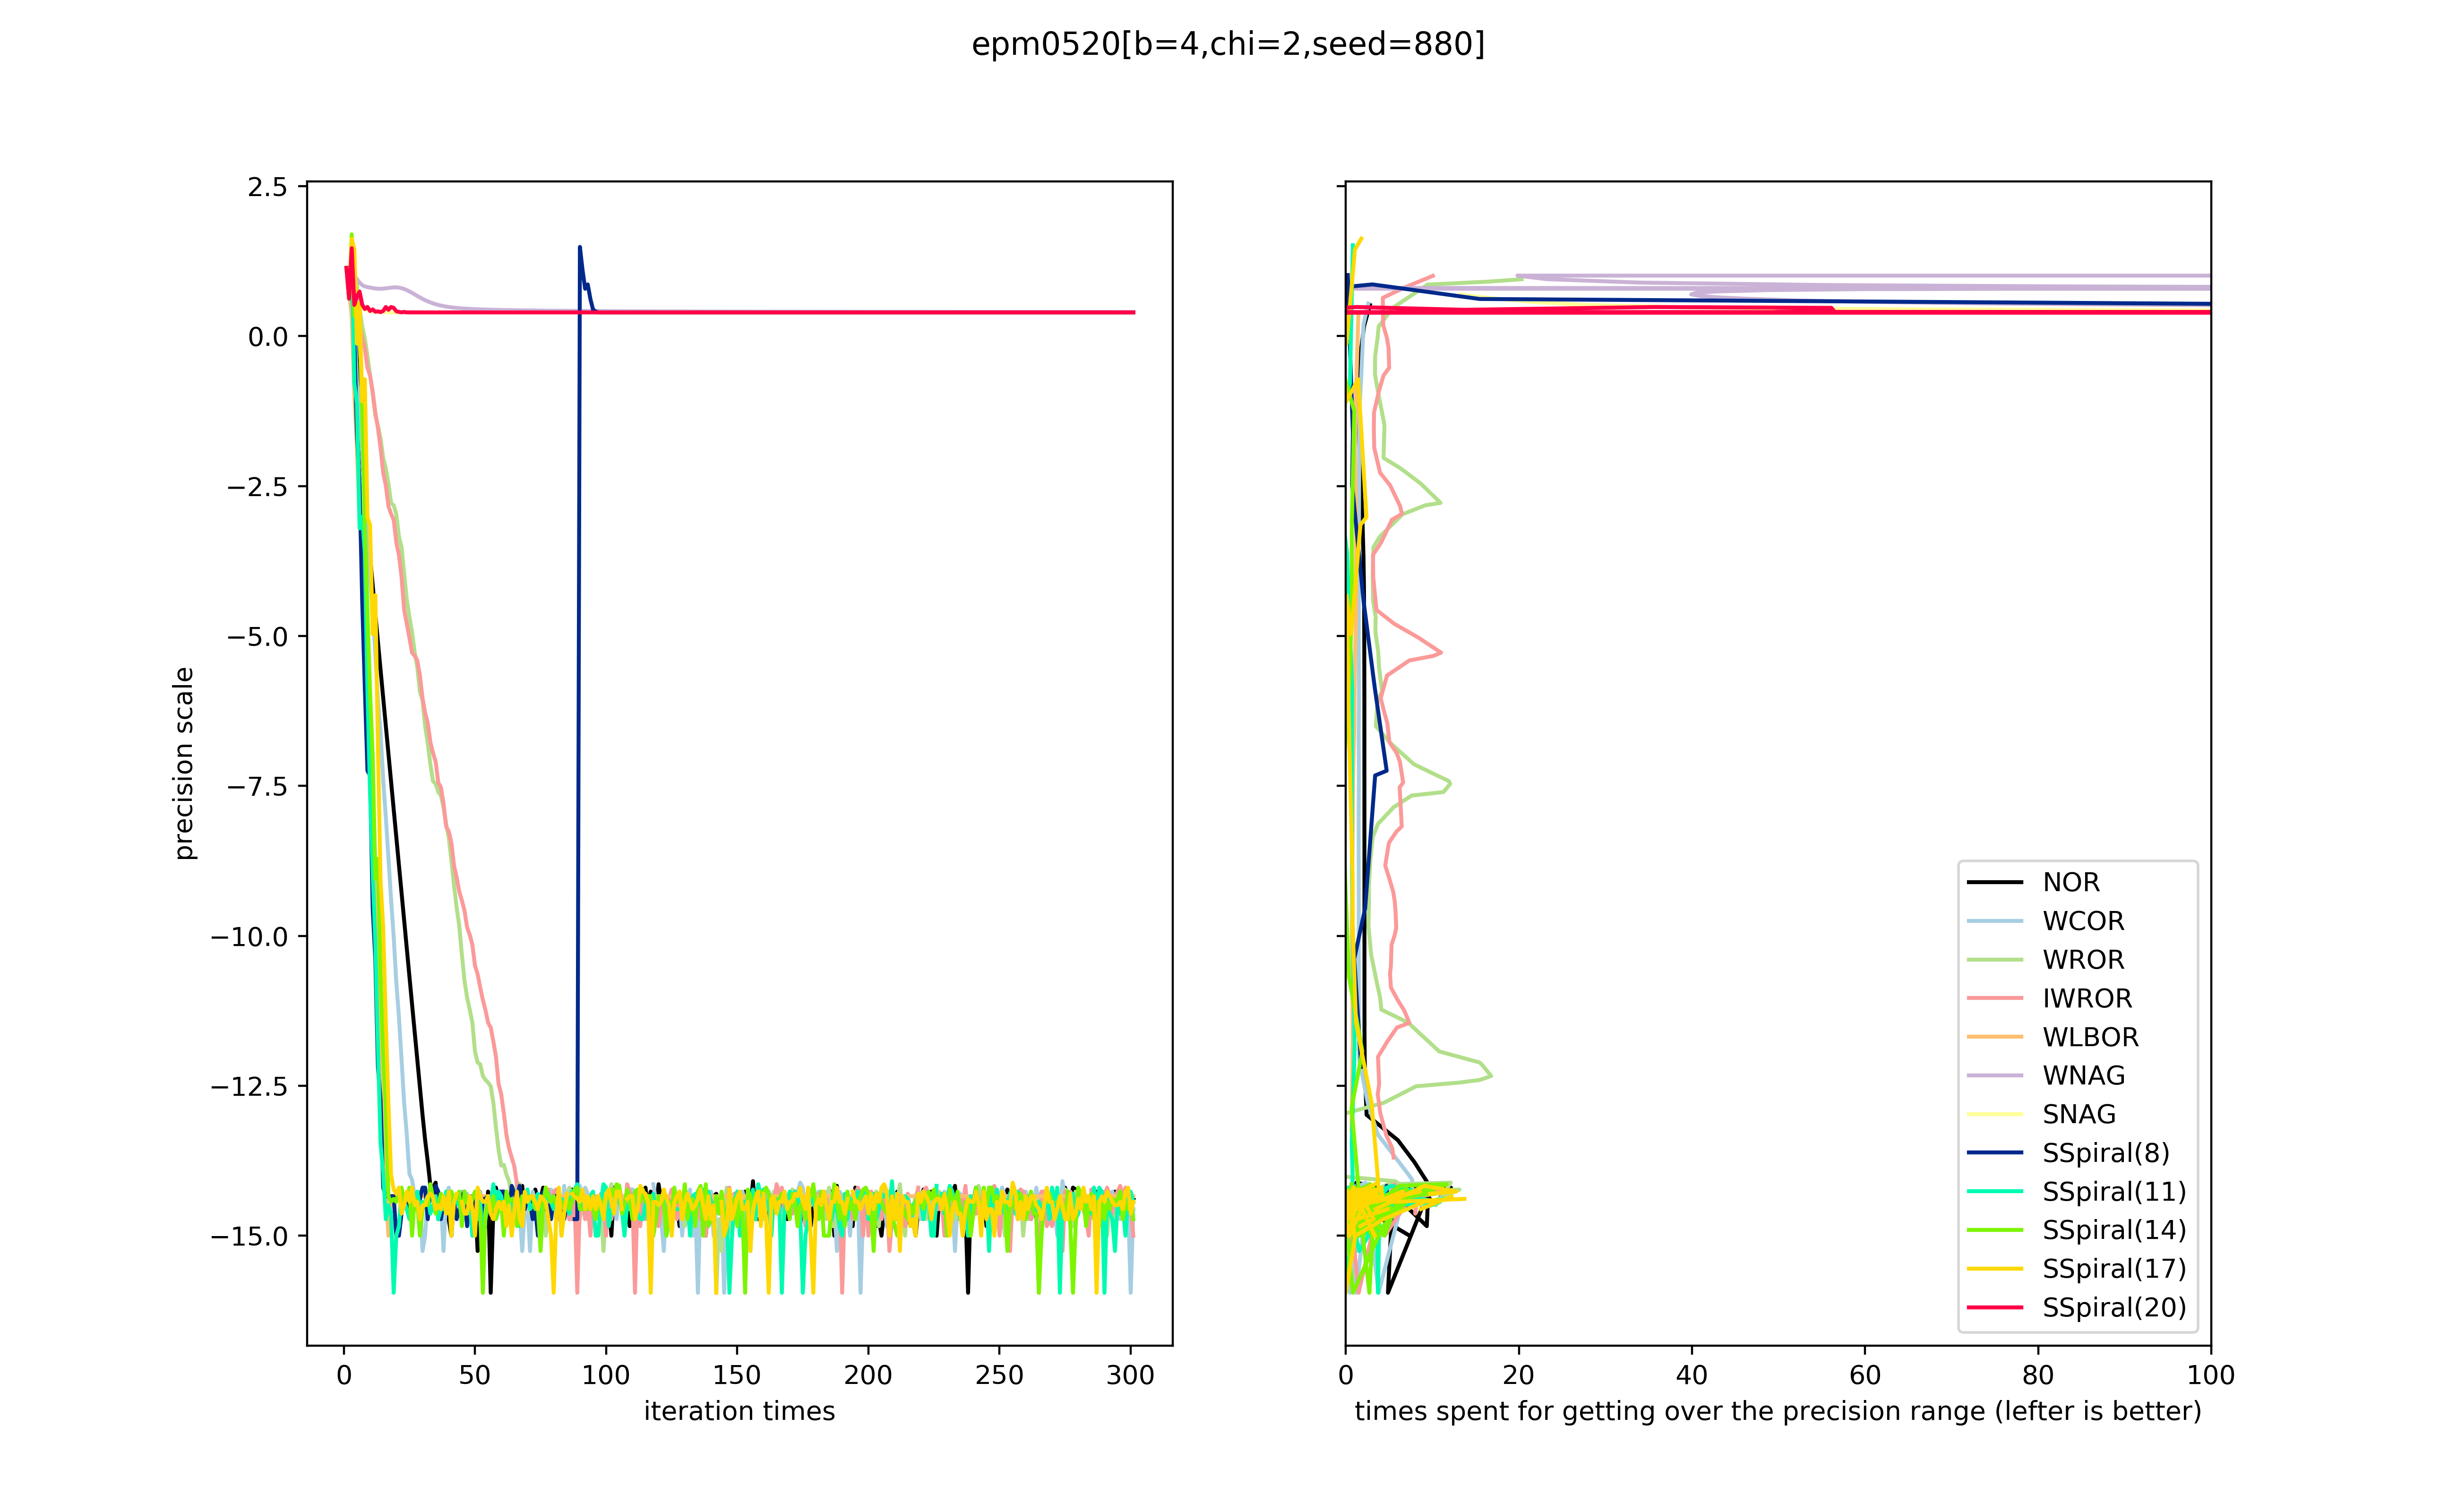 epm0520[b=4,chi=2,seed=880]
precision scale
2.5
0.0
−2.5
−5.0
−7.5
−10.0
−12.5
−15.0
0 50 100 150 200 250 300
iteration times
0 20 40 60 80 100
times spent for getting over the precision range (lefter is better)
NOR
WCOR
WROR
IWROR
WLBOR
WNAG
SNAG
SSpiral(8)
SSpiral(11)
SSpiral(14)
SSpiral(17)
SSpiral(20)